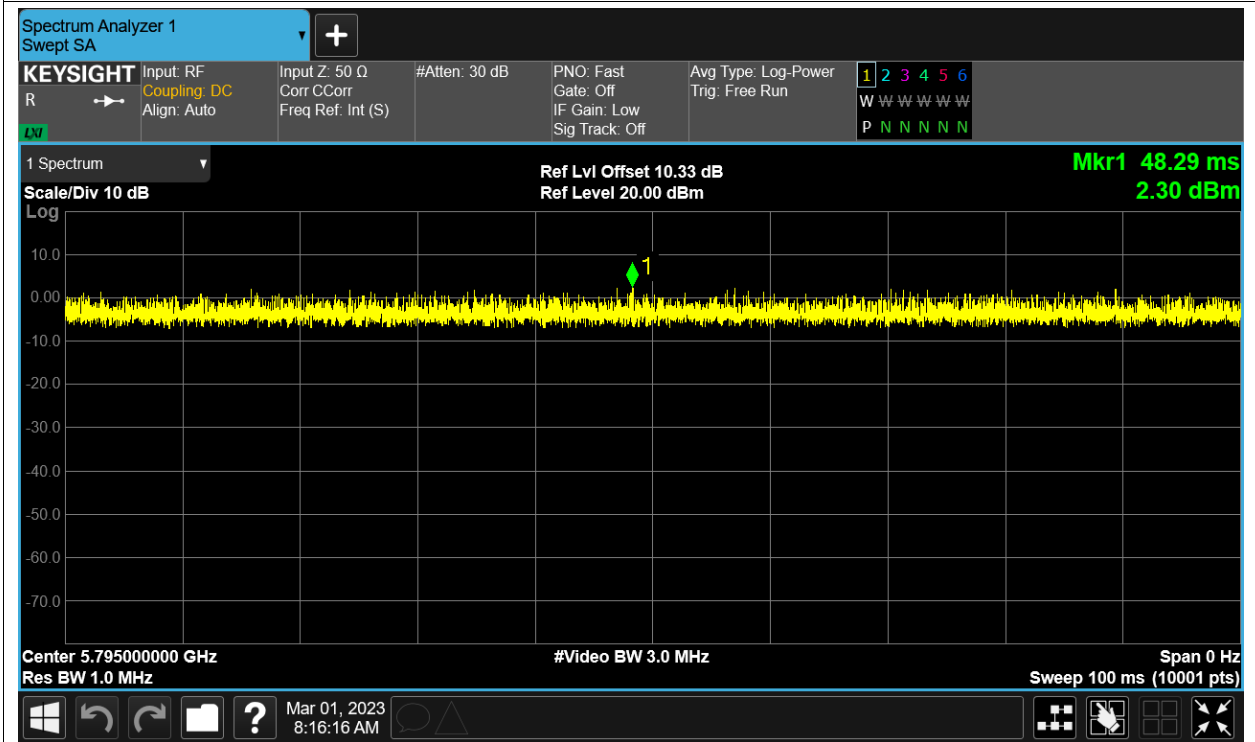 Spectrum Analyzer 1
Swept SA
▼
+
KEYSIGHT
R
LXI
Input: RF
Coupling: DC
Align: Auto
Input Z: 50 Ω
Corr CCorr
Freq Ref: Int (S)
#Atten: 30 dB
PNO: Fast
Gate: Off
IF Gain: Low
Sig Track: Off
Avg Type: Log-Power
Trig: Free Run
1 2 3 4 5 6
W W W W W W
P N N N N N
1 Spectrum ▼
Scale/Div 10 dB
Log
Ref Lvl Offset 10.33 dB
Ref Level 20.00 dBm
Mkr1 48.29 ms
2.30 dBm
1
10.0
0.00
-10.0
-20.0
-30.0
-40.0
-50.0
-60.0
-70.0
Center 5.795000000 GHz
Res BW 1.0 MHz
#Video BW 3.0 MHz
Span 0 Hz
Sweep 100 ms (10001 pts)
?
Mar 01, 2023
8:16:16 AM